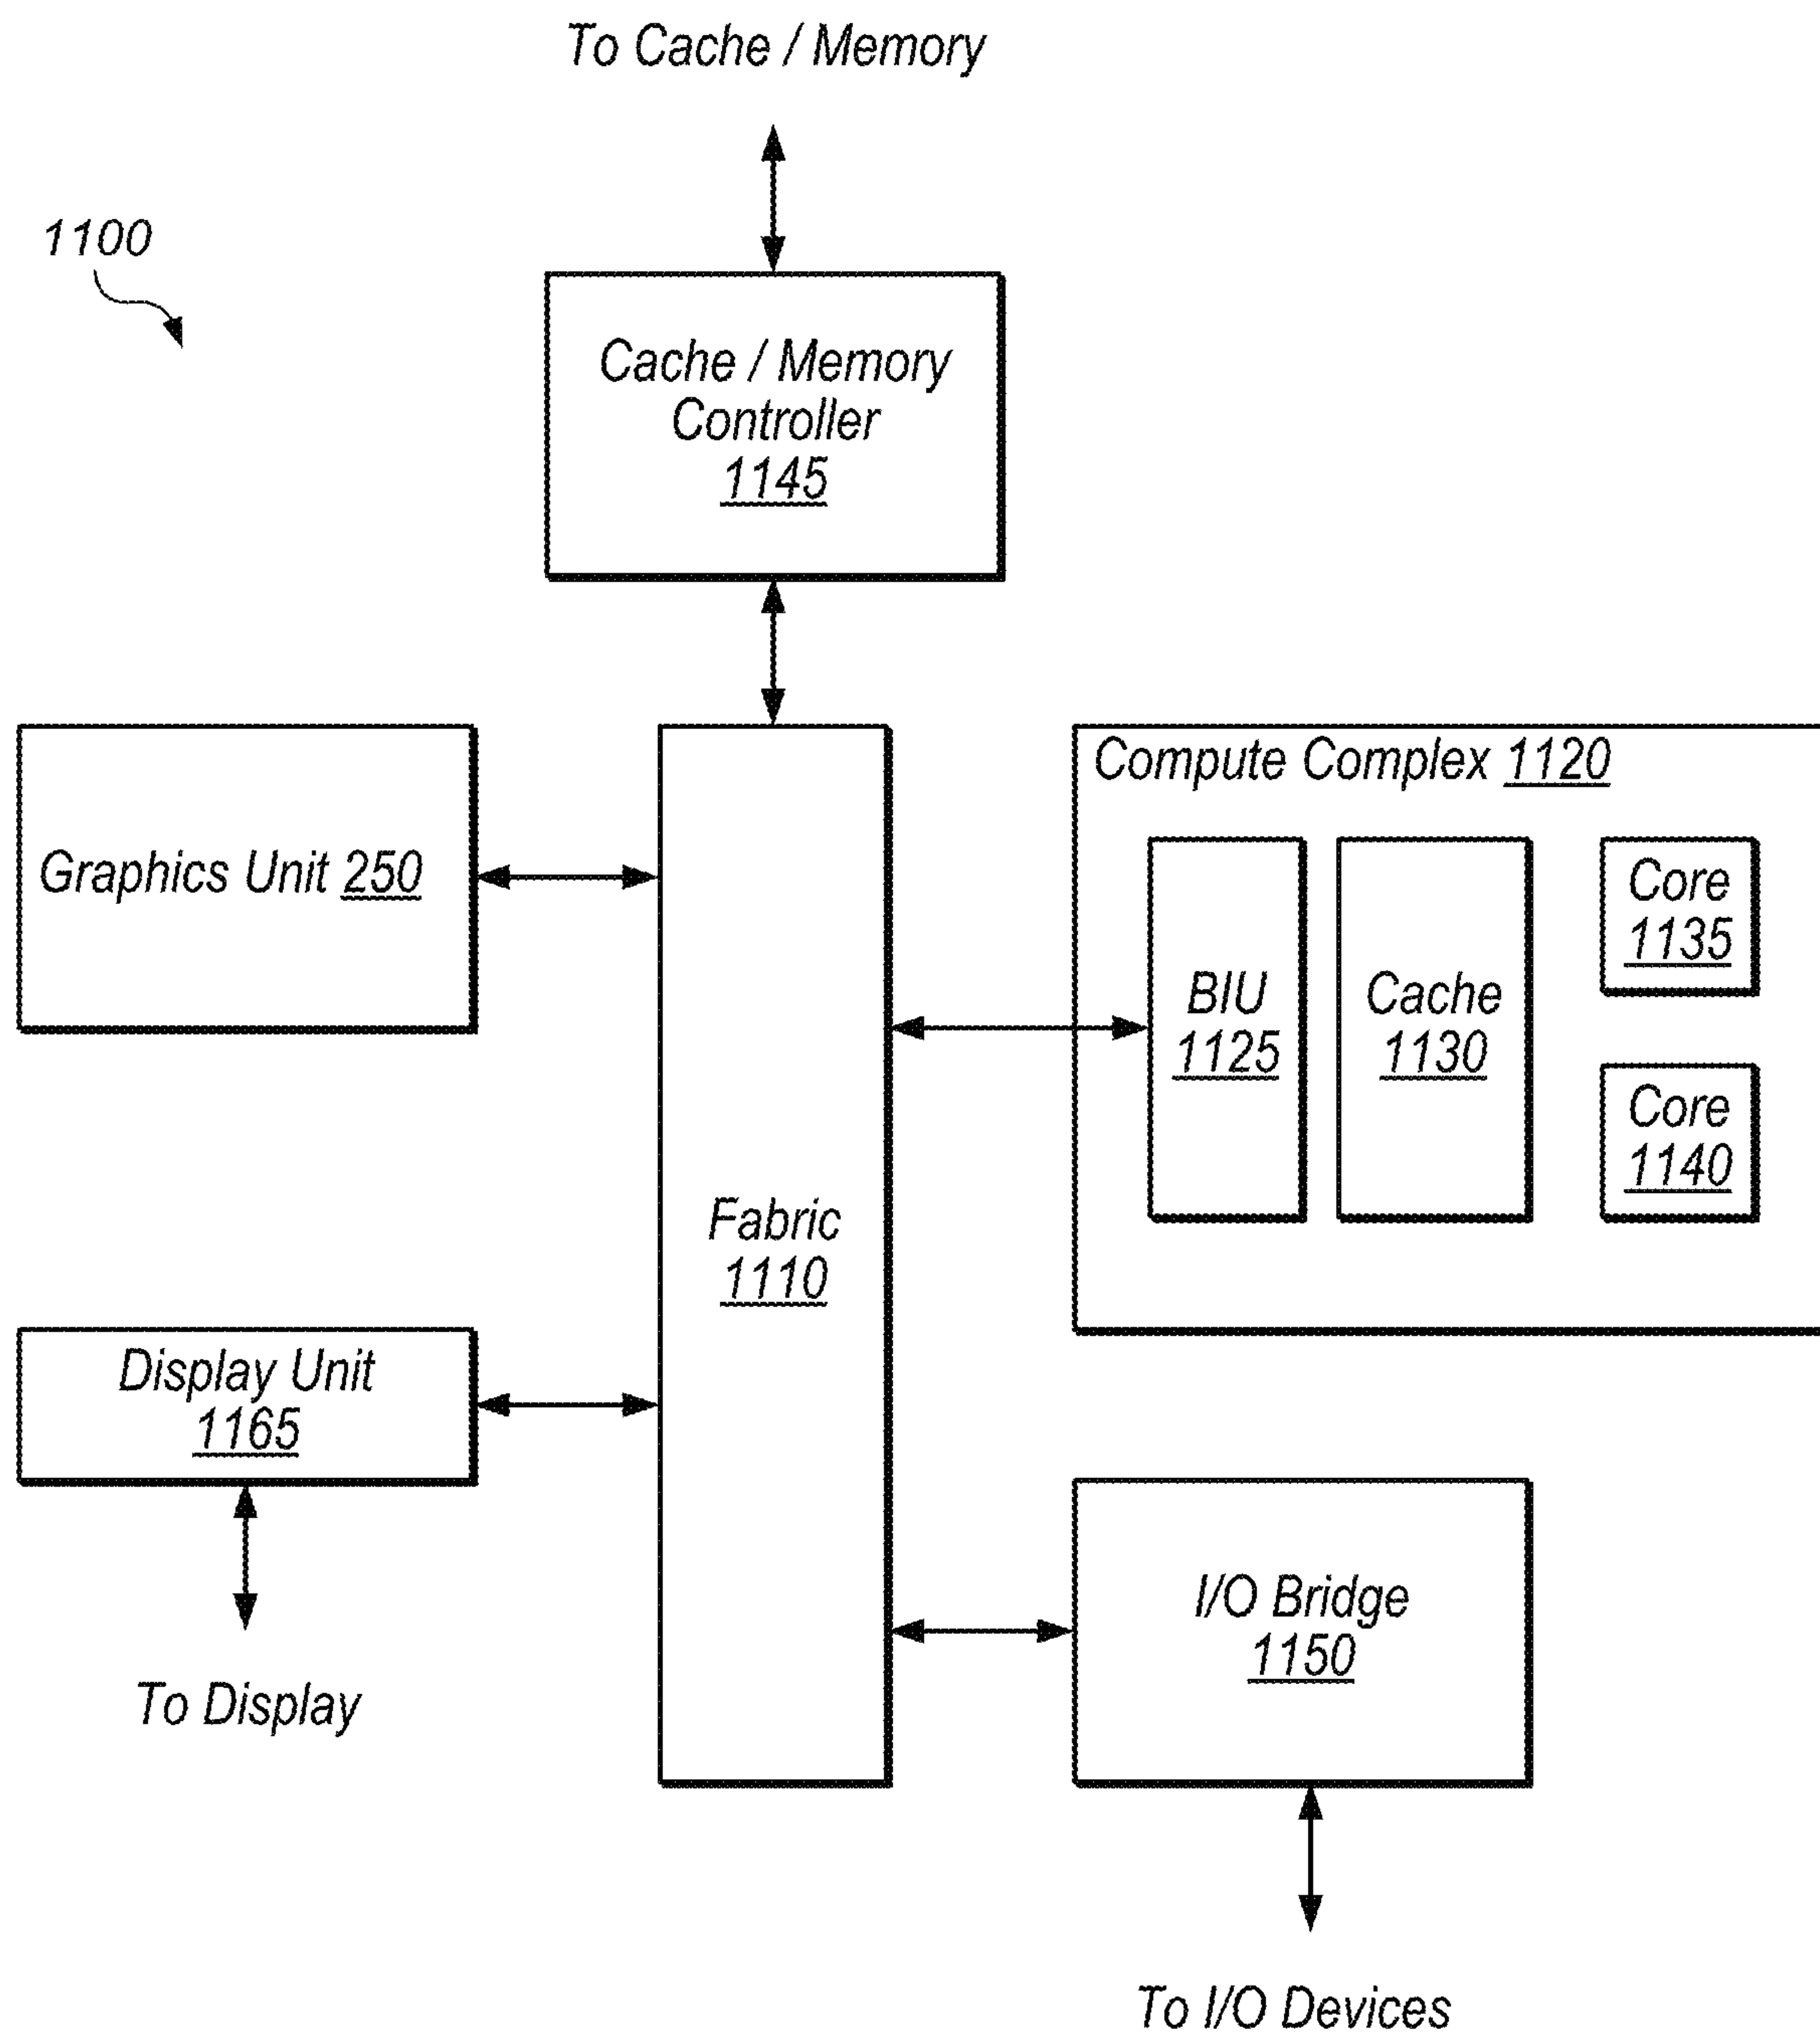 To Cache / Memory
1100
Cache / Memory
Controller
1145
Graphics Unit 250
Compute Complex 1120
BIU
1125
Cache
1130
Core
1135
Core
1140
Fabric
1110
Display Unit
1165
To Display
I/O Bridge
1150
To I/O Devices